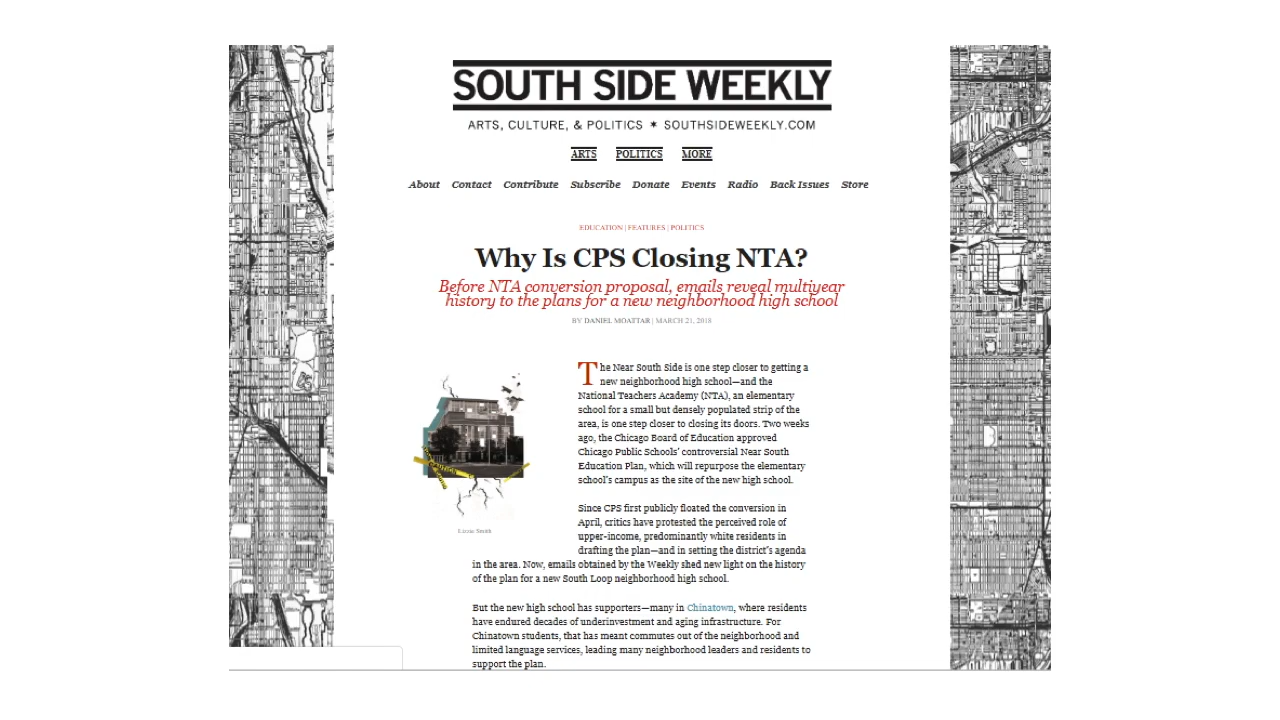 SOUTH SIDE WEEKLY
ARTS, CULTURE, & POLITICS ✶ SOUTHSIDEWEEKLY.COM
ARTS POLITICS MORE
About Contact Contribute Subscribe Donate Events Radio Back Issues Store
EDUCATION | FEATURES | POLITICS
Why Is CPS Closing NTA?
Before NTA conversion proposal, emails reveal multiyear
history to the plans for a new neighborhood high school
BY DANIEL MOATTAR | MARCH 21, 2018
The Near South Side is one step closer to getting a
new neighborhood high school—and the
National Teachers Academy (NTA), an elementary
school for a small but densely populated strip of the
area, is one step closer to closing its doors. Two weeks
ago, the Chicago Board of Education approved
Chicago Public Schools' controversial Near South
Education Plan, which will repurpose the elementary
school's campus as the site of the new high school.
Since CPS first publicly floated the conversion in
April, critics have protested the perceived role of
upper-income, predominantly white residents in
drafting the plan—and in setting the district's agenda
in the area. Now, emails obtained by the Weekly shed new light on the history
of the plan for a new South Loop neighborhood high school.
But the new high school has supporters—many in Chinatown, where residents
have endured decades of underinvestment and aging infrastructure. For
Chinatown students, that has meant commutes out of the neighborhood and
limited language services, leading many neighborhood leaders and residents to
support the plan.